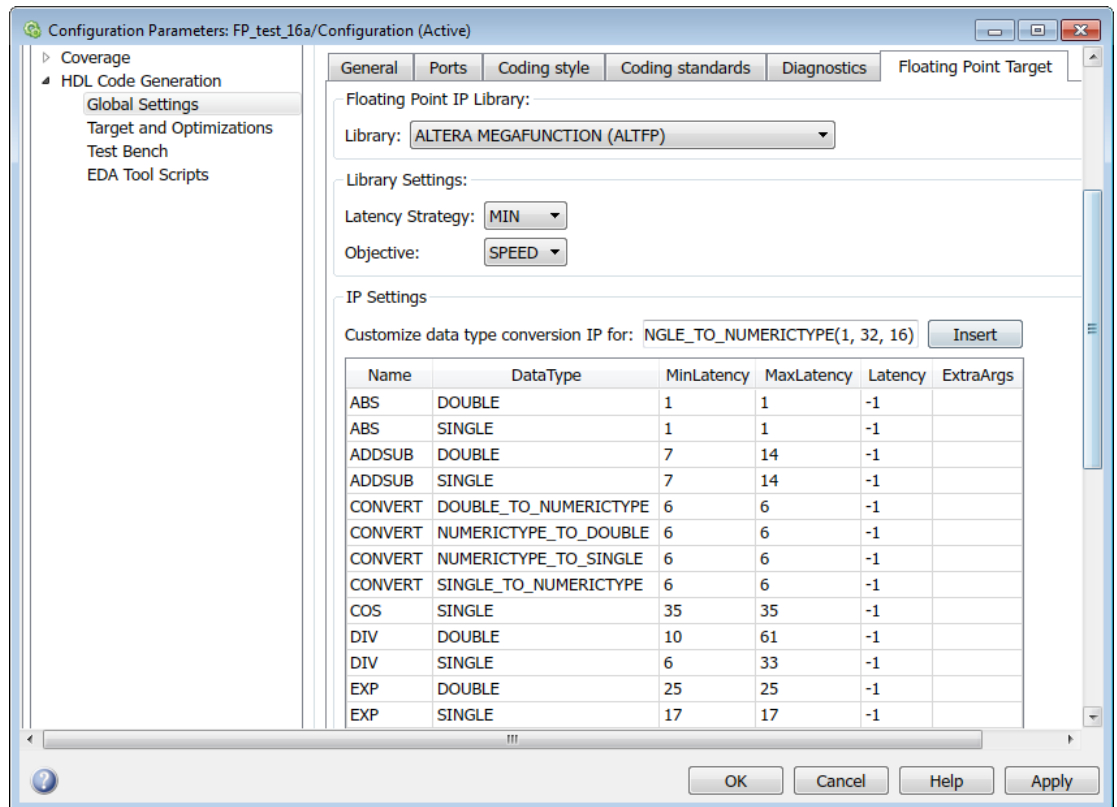 Configuration Parameters: FP_test_16a/Configuration (Active)
Coverage
HDL Code Generation
Global Settings
Target and Optimizations
Test Bench
EDA Tool Scripts
General Ports Coding style Coding standards Diagnostics Floating Point Target
Floating Point IP Library:
Library: ALTERA MEGAFUNCTION (ALTFP)
Library Settings:
Latency Strategy: MIN
Objective: SPEED
IP Settings
Customize data type conversion IP for: NGLE_TO_NUMERICTYPE(1, 32, 16) Insert
Name DataType MinLatency MaxLatency Latency ExtraArgs
ABS DOUBLE 1 1 -1
ABS SINGLE 1 1 -1
ADDSUB DOUBLE 7 14 -1
ADDSUB SINGLE 7 14 -1
CONVERT DOUBLE_TO_NUMERICTYPE 6 6 -1
CONVERT NUMERICTYPE_TO_DOUBLE 6 6 -1
CONVERT NUMERICTYPE_TO_SINGLE 6 6 -1
CONVERT SINGLE_TO_NUMERICTYPE 6 6 -1
COS SINGLE 35 35 -1
DIV DOUBLE 10 61 -1
DIV SINGLE 6 33 -1
EXP DOUBLE 25 25 -1
EXP SINGLE 17 17 -1
OK Cancel Help Apply